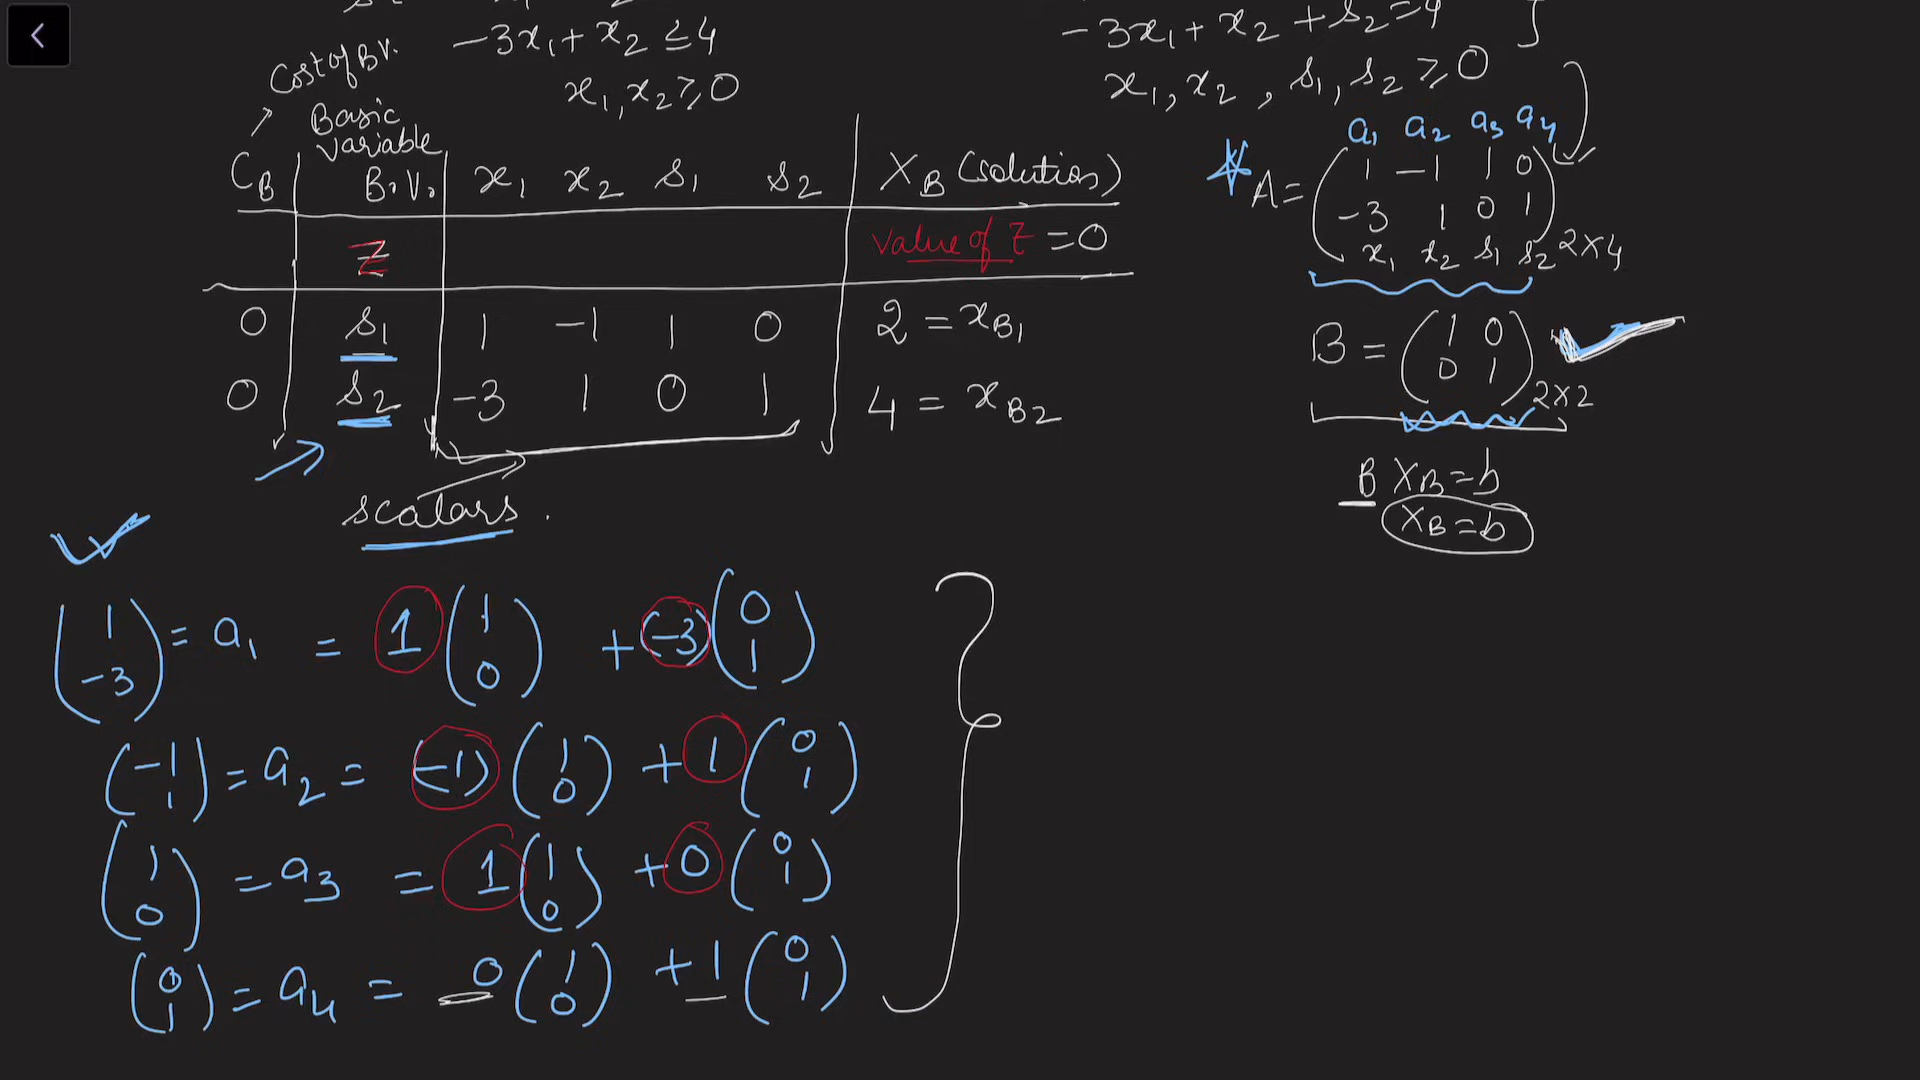 -3x₁ + x₂ ≤ 4
x₁, x₂ ≥ 0
-3x₁ + x₂ + s₂ = 4
x₁, x₂, s₁, s₂ ≥ 0
Cost of B.V.
Basic
Variable
C_B B.V. x₁ x₂ s₁ s₂ X_B (solution)
Z Value of Z = 0
0 s₁ 1 -1 1 0 2 = x_B₁
0 s₂ -3 1 0 1 4 = x_B₂
scalars.
a₁ a₂ a₃ a₄
A = (1 -1 1 0
-3 1 0 1)
x₁ x₂ s₁ s₂ 2×4
B = (1 0
0 1) 2×2
B X_B = b
X_B = b
(1 -3) = a₁ = 1 (1 0) + (-3) (0 1)
(-1 1) = a₂ = (-1) (1 0) + 1 (0 1)
(1 0) = a₃ = 1 (1 0) + 0 (0 1)
(0 1) = a₄ = 0 (1 0) + 1 (0 1)